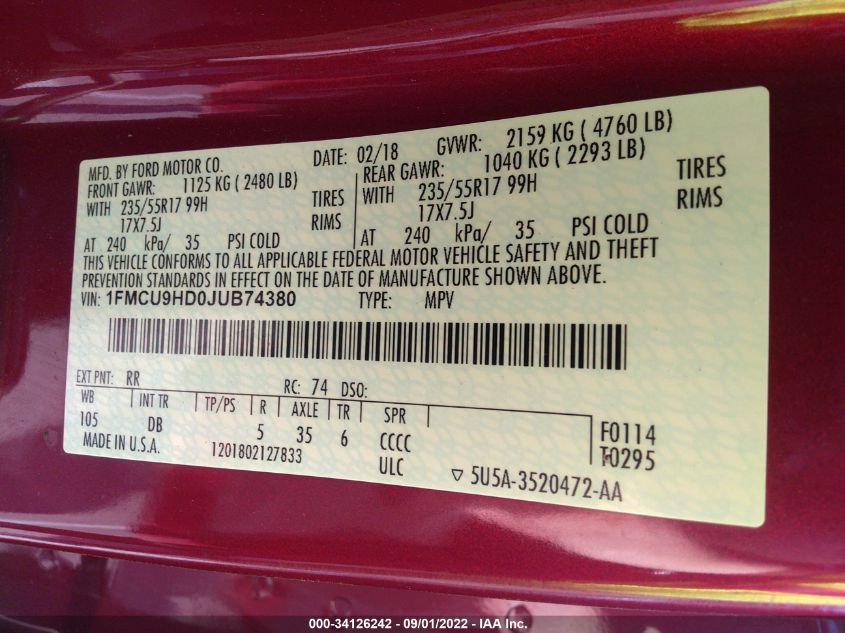 MFD. BY FORD MOTOR CO.
DATE: 02/18 GVWR: 2159 KG ( 4760 LB)
FRONT GAWR: 1125 KG ( 2480 LB)
REAR GAWR: 1040 KG ( 2293 LB)
WITH 235/55R17 99H TIRES
WITH 235/55R17 99H TIRES
17X7.5J RIMS
17X7.5J RIMS
AT 240 kPa/ 35 PSI COLD
AT 240 kPa/ 35 PSI COLD
THIS VEHICLE CONFORMS TO ALL APPLICABLE FEDERAL MOTOR VEHICLE SAFETY AND THEFT
PREVENTION STANDARDS IN EFFECT ON THE DATE OF MANUFACTURE SHOWN ABOVE.
VIN: 1FMCU9HD0JUB74380 TYPE: MPV
EXT PNT: RR RC: 74 DSO:
WB INT TR TP/PS R AXLE TR SPR
105 DB 5 35 6 CCCC
F0114
T0295
MADE IN U.S.A. 1201802127833 ULC
▽ 5U5A-3520472-AA
000-34126242 - 09/01/2022 - IAA Inc.